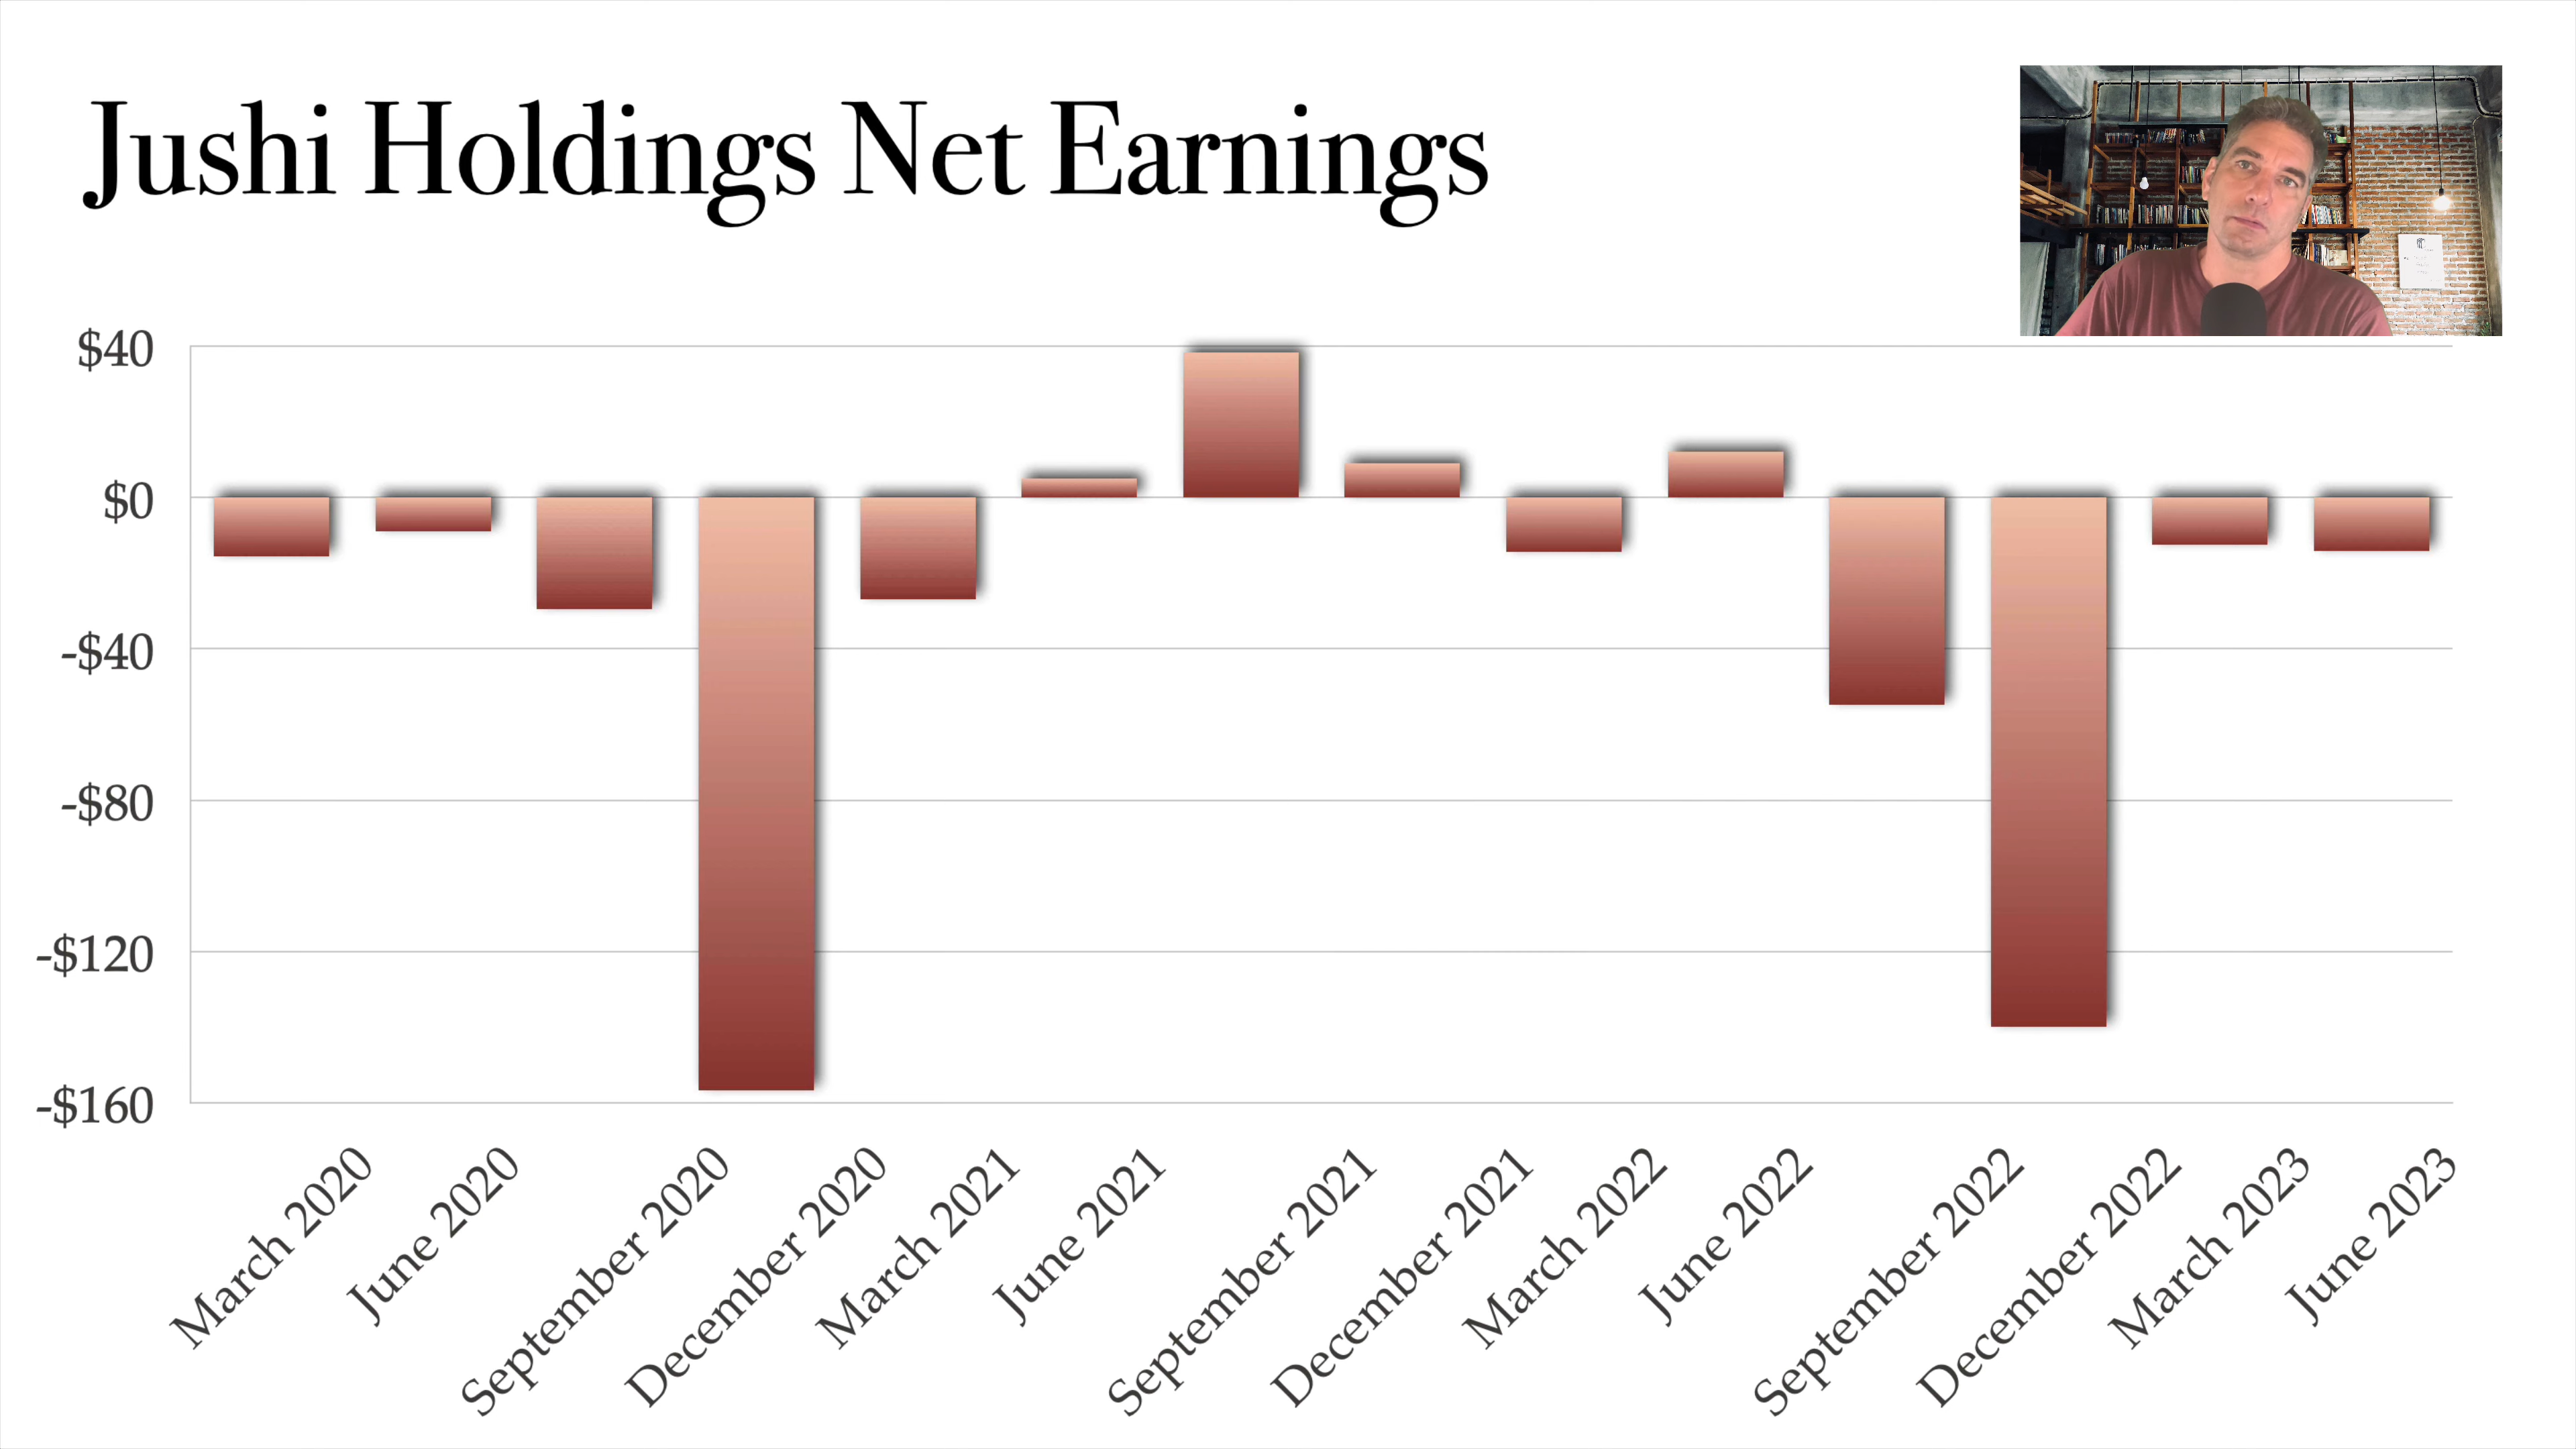 Jushi Holdings Net Earnings
$40
$0
-$40
-$80
-$120
-$160
March 2020
June 2020
September 2020
December 2020
March 2021
June 2021
September 2021
December 2021
March 2022
June 2022
September 2022
December 2022
March 2023
June 2023